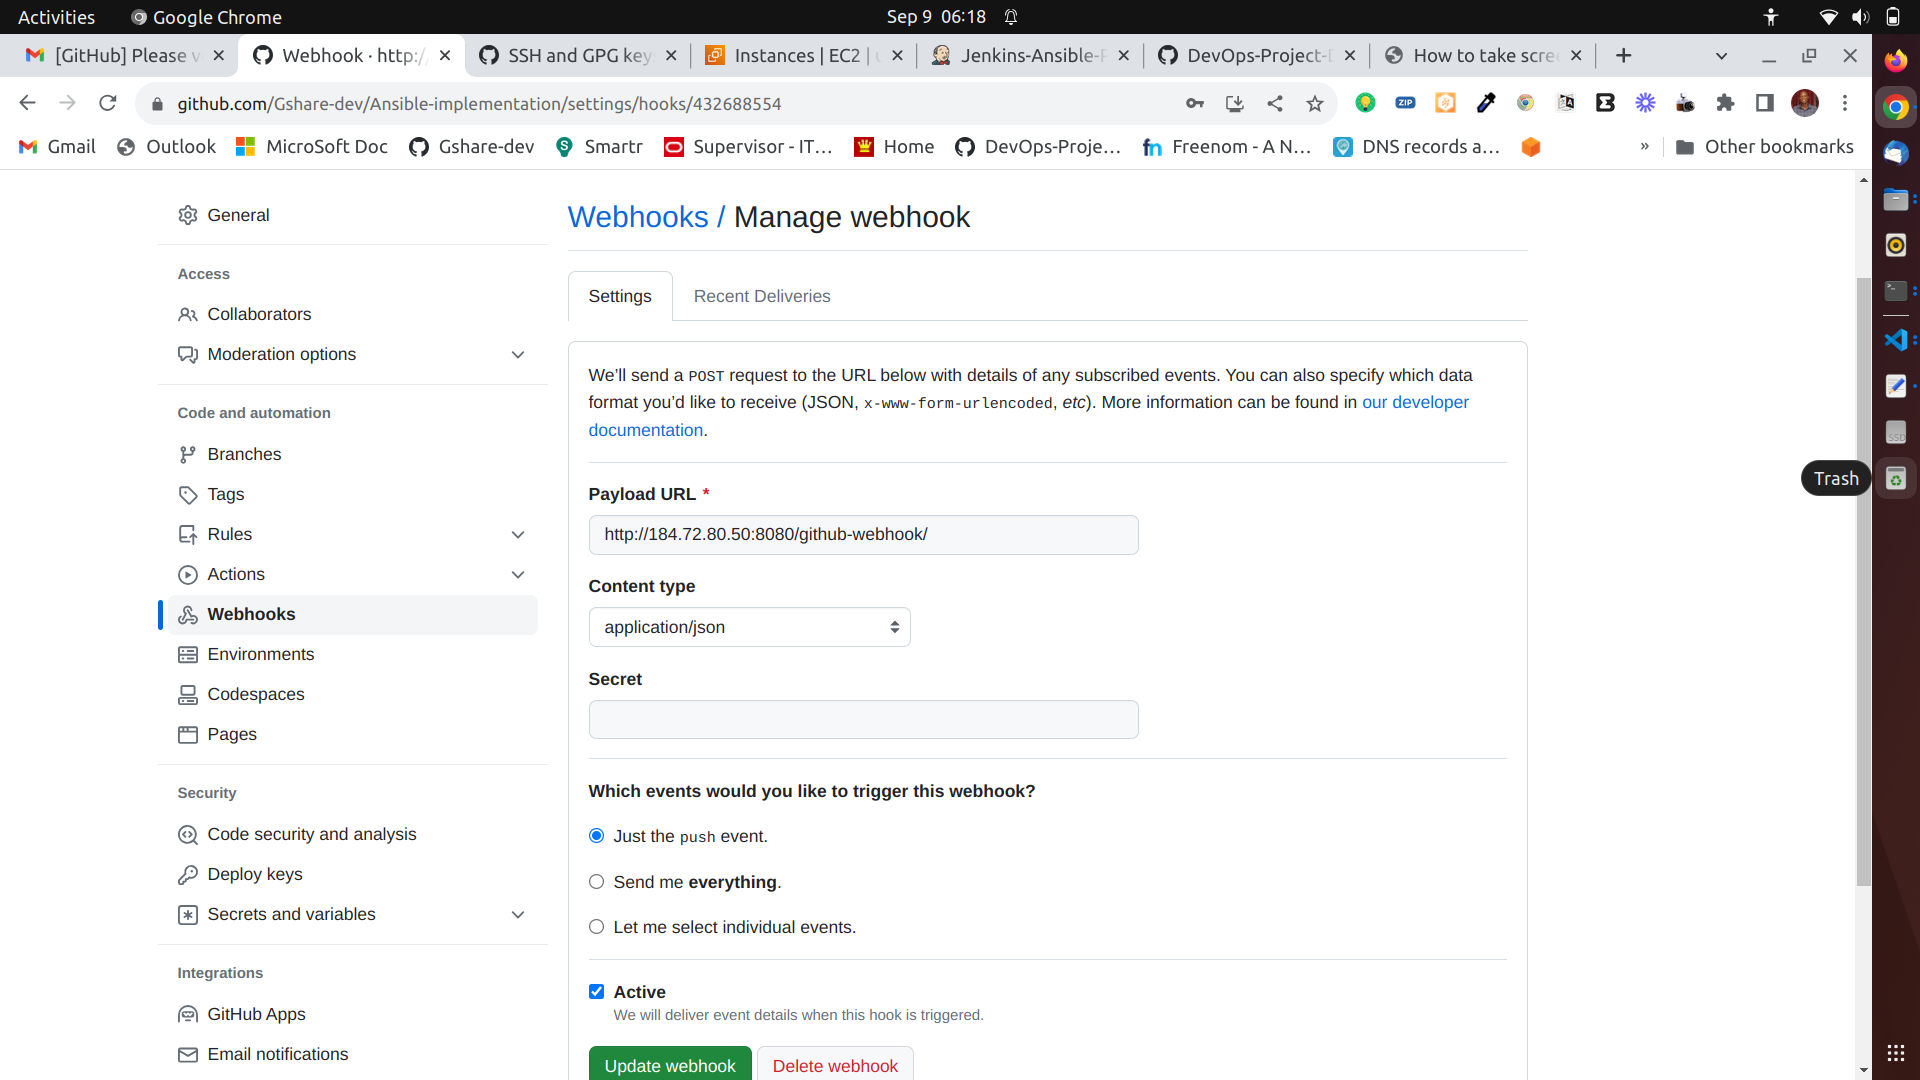 Activities
Google Chrome
Sep 9 06:18
[GitHub] Please v
Webhook · http:/
SSH and GPG key
Instances | EC2 | u
Jenkins-Ansible-P
DevOps-Project-D
How to take scree
github.com/Gshare-dev/Ansible-implementation/settings/hooks/432688554
ZIP
Gmail
Outlook
MicroSoft Doc
Gshare-dev
Smartr
Supervisor - IT...
Home
DevOps-Proje...
fn
Freenom - A N...
DNS records a...
»
Other bookmarks
General
Access
Collaborators
Moderation options
Code and automation
Branches
Tags
Rules
Actions
Webhooks
Environments
Codespaces
Pages
Security
Code security and analysis
Deploy keys
Secrets and variables
Integrations
GitHub Apps
Email notifications
Webhooks / Manage webhook
Settings
Recent Deliveries
We'll send a POST request to the URL below with details of any subscribed events. You can also specify which data
format you'd like to receive (JSON, x-www-form-urlencoded, etc). More information can be found in our developer
documentation.
Payload URL *
http://184.72.80.50:8080/github-webhook/
Content type
application/json
Secret
Which events would you like to trigger this webhook?
Just the push event.
Send me everything.
Let me select individual events.
Active
We will deliver event details when this hook is triggered.
Update webhook
Delete webhook
SSD
Trash